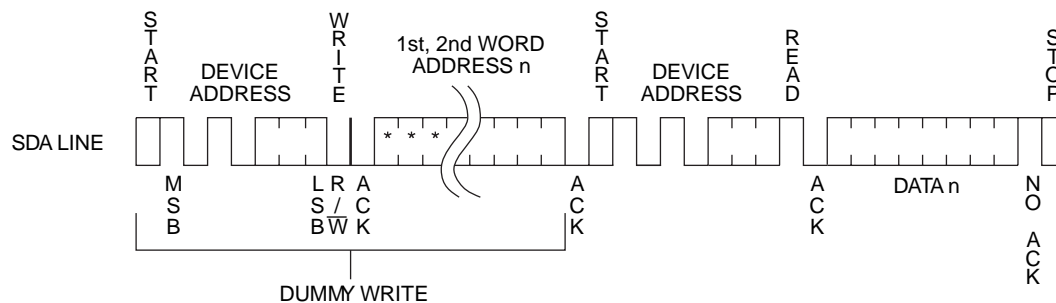 START
WRITE
1st, 2nd WORD
ADDRESS n
START
READ
STOP
DEVICE
ADDRESS
DEVICE
ADDRESS
SDA LINE
* * *
MSB
LSB
R/W
ACK
ACK
ACK
DATA n
NO ACK
DUMMY WRITE